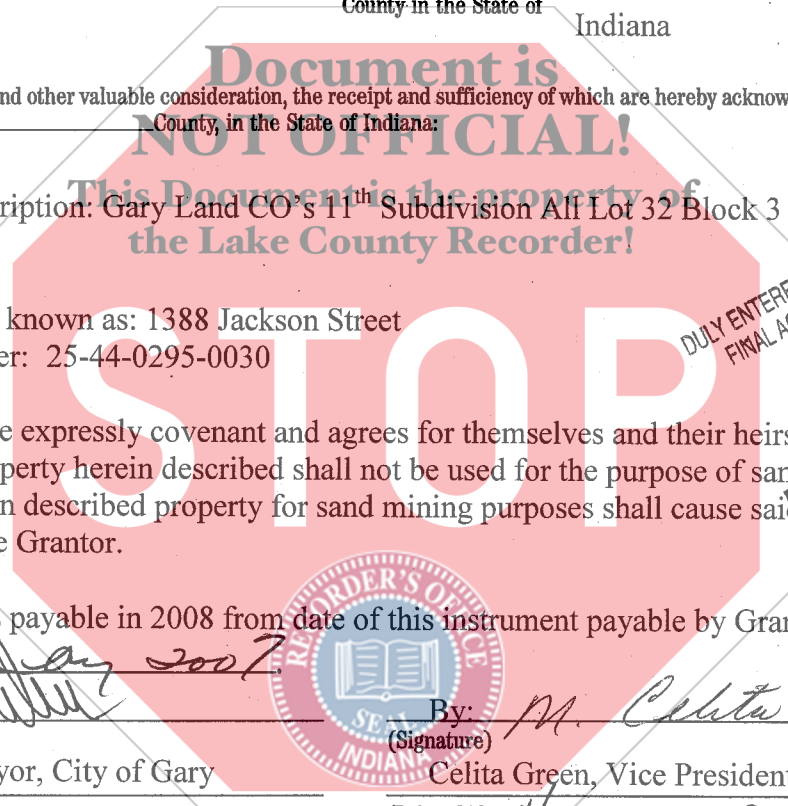 County in the State of
Indiana
Document is
nd other valuable consideration, the receipt and sufficiency of which are hereby acknow
County, in the State of Indiana:
NOT OFFICIAL!
This Document is the property of
ription: Gary Land CO's 11th Subdivision All Lot 32 Block 3
the Lake County Recorder!
known as: 1388 Jackson Street
er: 25-44-0295-0030
DULY ENTERE
FINAL A
STOP
e expressly covenant and agrees for themselves and their heirs
perty herein described shall not be used for the purpose of san
n described property for sand mining purposes shall cause said
e Grantor.
payable in 2008 from date of this instrument payable by Gran
2007
RECORDER'S OFFICE
SEAL
INDIANA
By: M. Celita
(Signature)
yor, City of Gary
Celita Green, Vice President